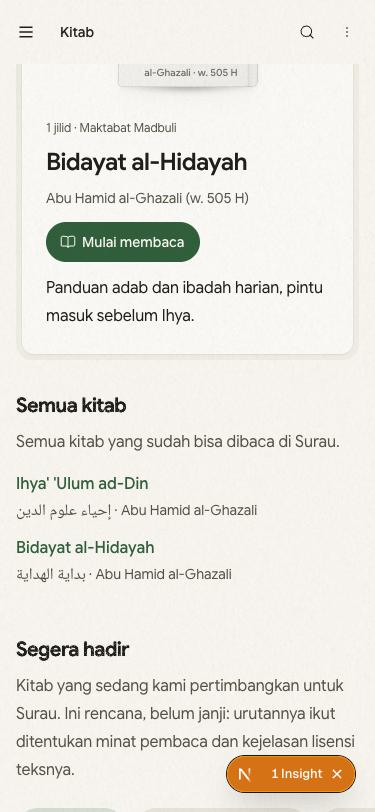 Kitab
al-Ghazali · w. 505 H
1 jilid · Maktabat Madbuli
Bidayat al-Hidayah
Abu Hamid al-Ghazali (w. 505 H)
Mulai membaca
Panduan adab dan ibadah harian, pintu
masuk sebelum Ihya.
Semua kitab
Semua kitab yang sudah bisa dibaca di Surau.
Ihya' 'Ulum ad-Din
إحياء علوم الدين · Abu Hamid al-Ghazali
Bidayat al-Hidayah
بداية الهداية · Abu Hamid al-Ghazali
Segera hadir
Kitab yang sedang kami pertimbangkan untuk
Surau. Ini rencana, belum janji: urutannya ikut
ditentukan minat pembaca dan kejelasan lisensi
teksnya.
N 1 Insight